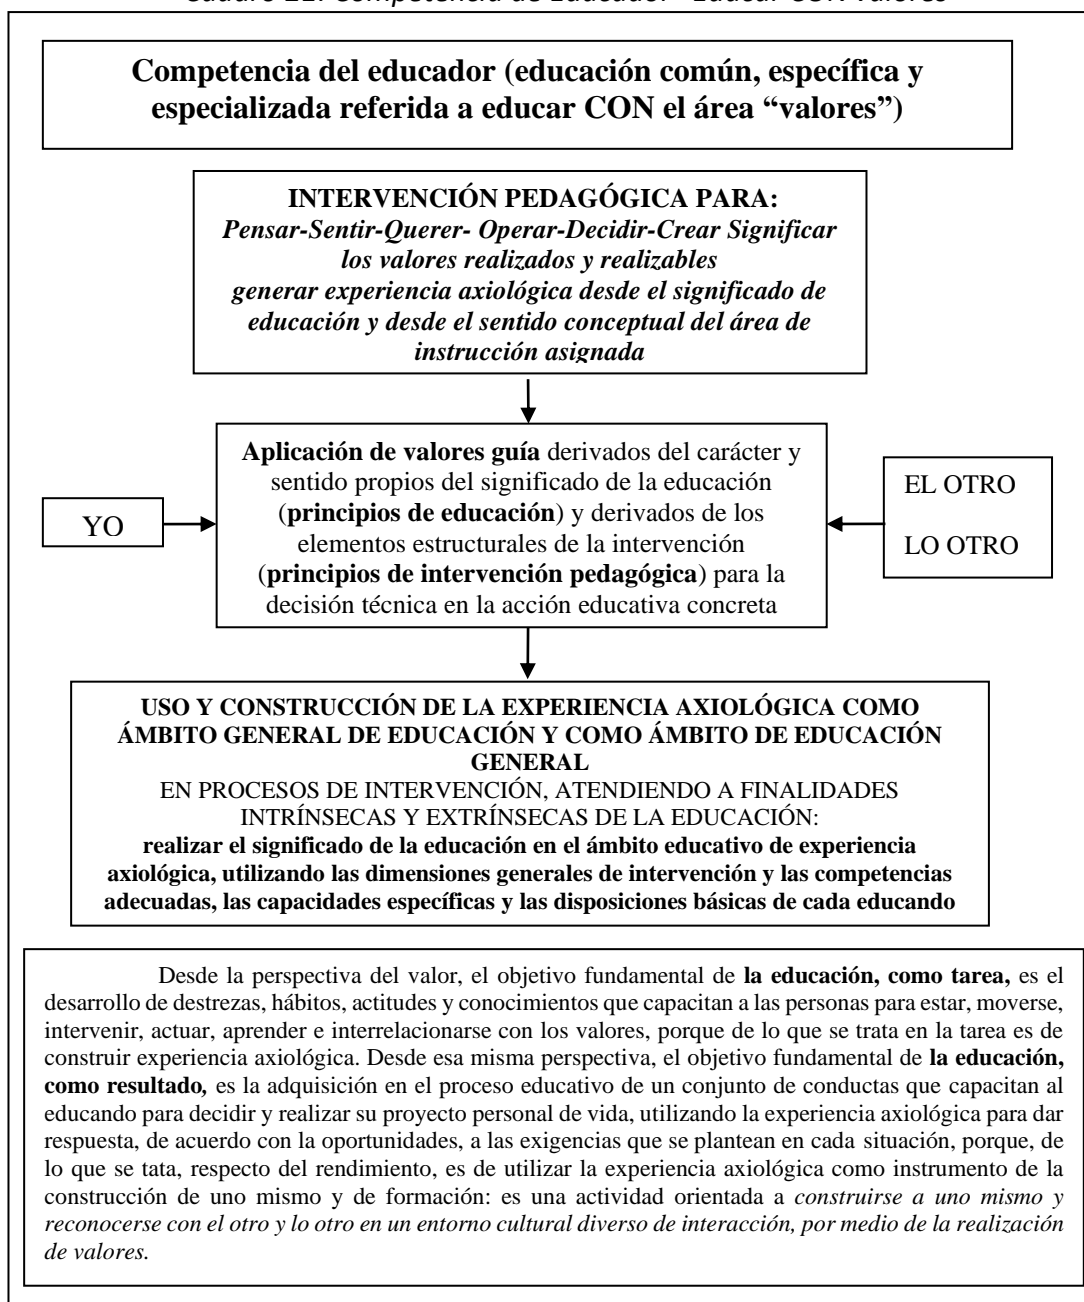 Competencia del educador (educación común, específica y
especializada referida a educar CON el área “valores”)
INTERVENCIÓN PEDAGÓGICA PARA:
Pensar-Sentir-Querer- Operar-Decidir-Crear Significar
los valores realizados y realizables
generar experiencia axiológica desde el significado de
educación y desde el sentido conceptual del área de
instrucción asignada
YO
Aplicación de valores guía derivados del carácter y
sentido propios del significado de la educación
(principios de educación) y derivados de los
elementos estructurales de la intervención
(principios de intervención pedagógica) para la
decisión técnica en la acción educativa concreta
EL OTRO
LO OTRO
USO Y CONSTRUCCIÓN DE LA EXPERIENCIA AXIOLÓGICA COMO
ÁMBITO GENERAL DE EDUCACIÓN Y COMO ÁMBITO DE EDUCACIÓN
GENERAL
EN PROCESOS DE INTERVENCIÓN, ATENDIENDO A FINALIDADES
INTRÍNSECAS Y EXTRÍNSECAS DE LA EDUCACIÓN:
realizar el significado de la educación en el ámbito educativo de experiencia
axiológica, utilizando las dimensiones generales de intervención y las competencias
adecuadas, las capacidades específicas y las disposiciones básicas de cada educando
Desde la perspectiva del valor, el objetivo fundamental de la educación, como tarea, es el
desarrollo de destrezas, hábitos, actitudes y conocimientos que capacitan a las personas para estar, moverse,
intervenir, actuar, aprender e interrelacionarse con los valores, porque de lo que se trata en la tarea es de
construir experiencia axiológica. Desde esa misma perspectiva, el objetivo fundamental de la educación,
como resultado, es la adquisición en el proceso educativo de un conjunto de conductas que capacitan al
educando para decidir y realizar su proyecto personal de vida, utilizando la experiencia axiológica para dar
respuesta, de acuerdo con la oportunidades, a las exigencias que se plantean en cada situación, porque, de
lo que se tata, respecto del rendimiento, es de utilizar la experiencia axiológica como instrumento de la
construcción de uno mismo y de formación: es una actividad orientada a construirse a uno mismo y
reconocerse con el otro y lo otro en un entorno cultural diverso de interacción, por medio de la realización
de valores.